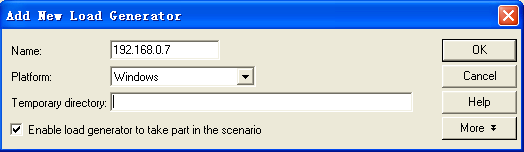 Add New Load Generator
Name: 192.168.0.7 OK
Platform: Windows Cancel
Temporary directory: Help
Enable load generator to take part in the scenario More